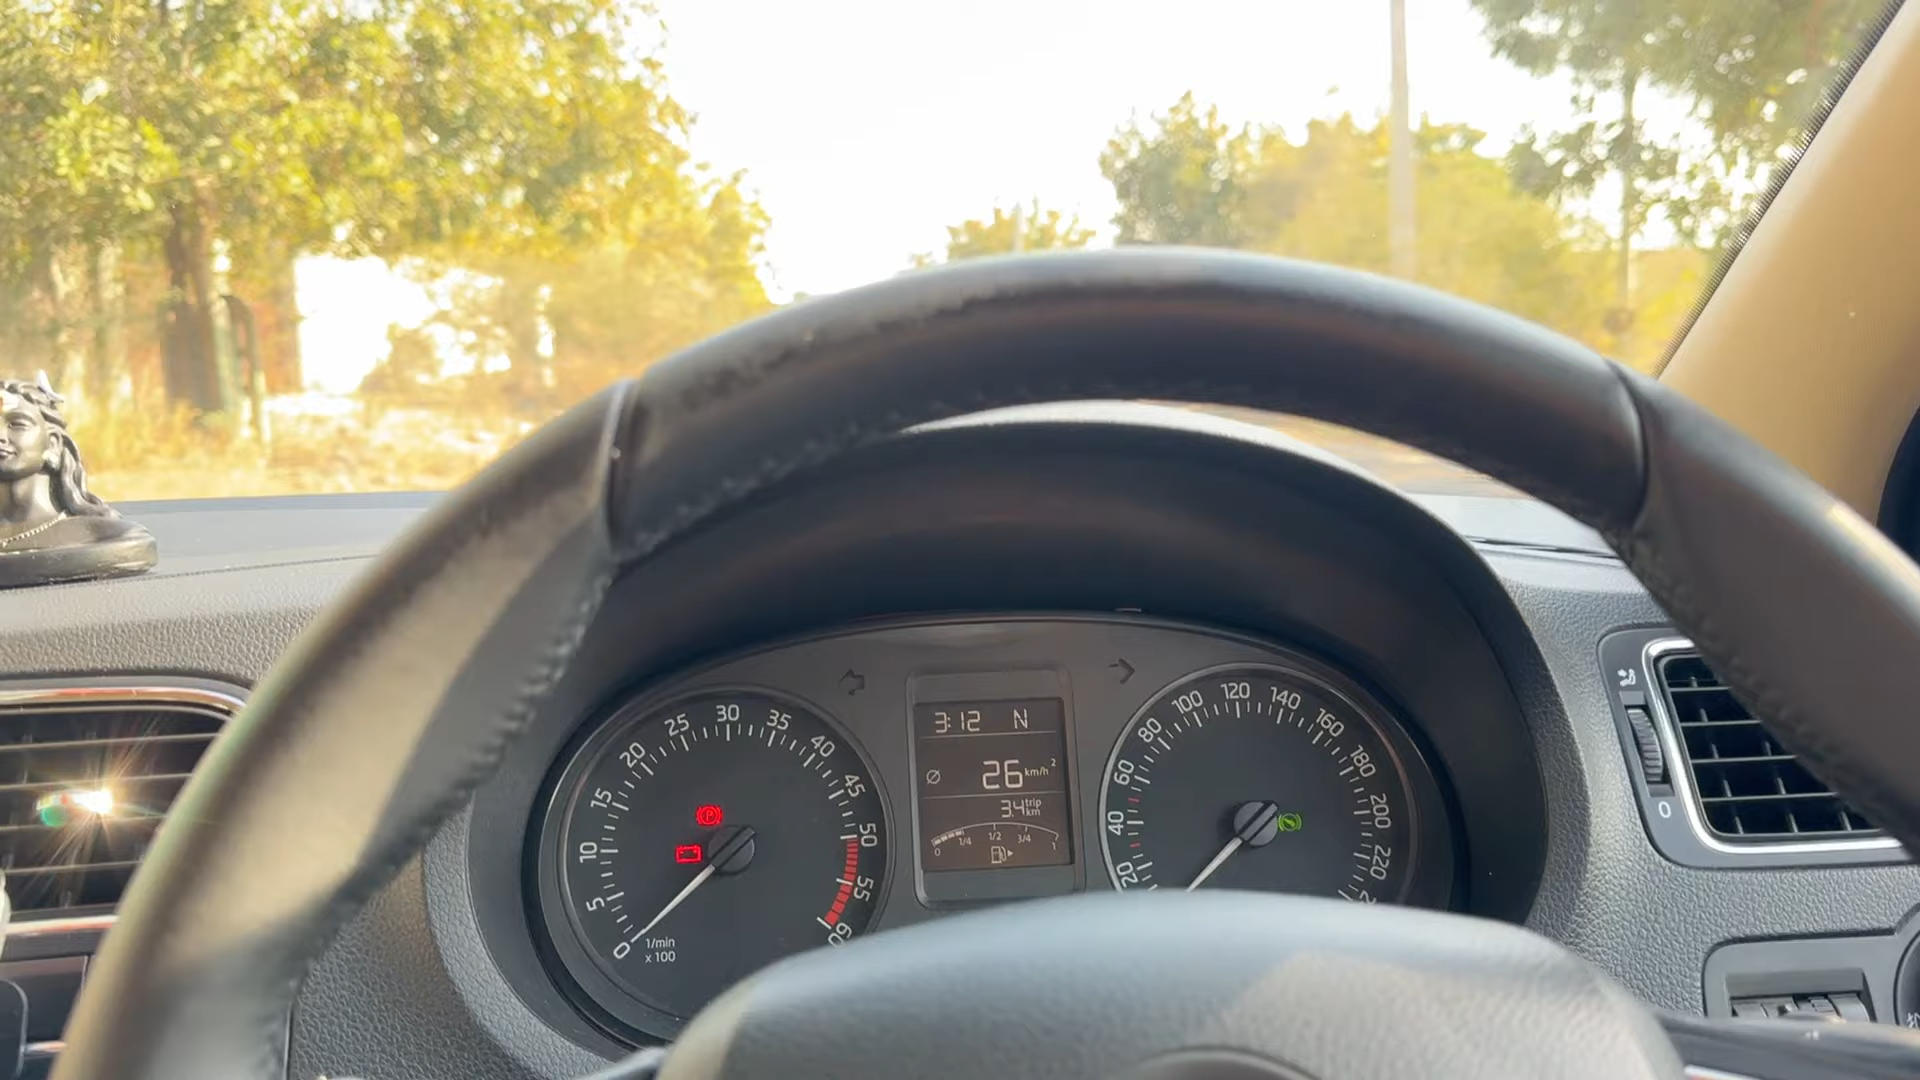 3:12 N
26 km/h 2
3.4 trip km
0 1/4 1/2 3/4 1
0 5 10 15 20 25 30 35 40 45 50 55 60
1/min
x 100
20 40 60 80 100 120 140 160 180 200 220
P
0